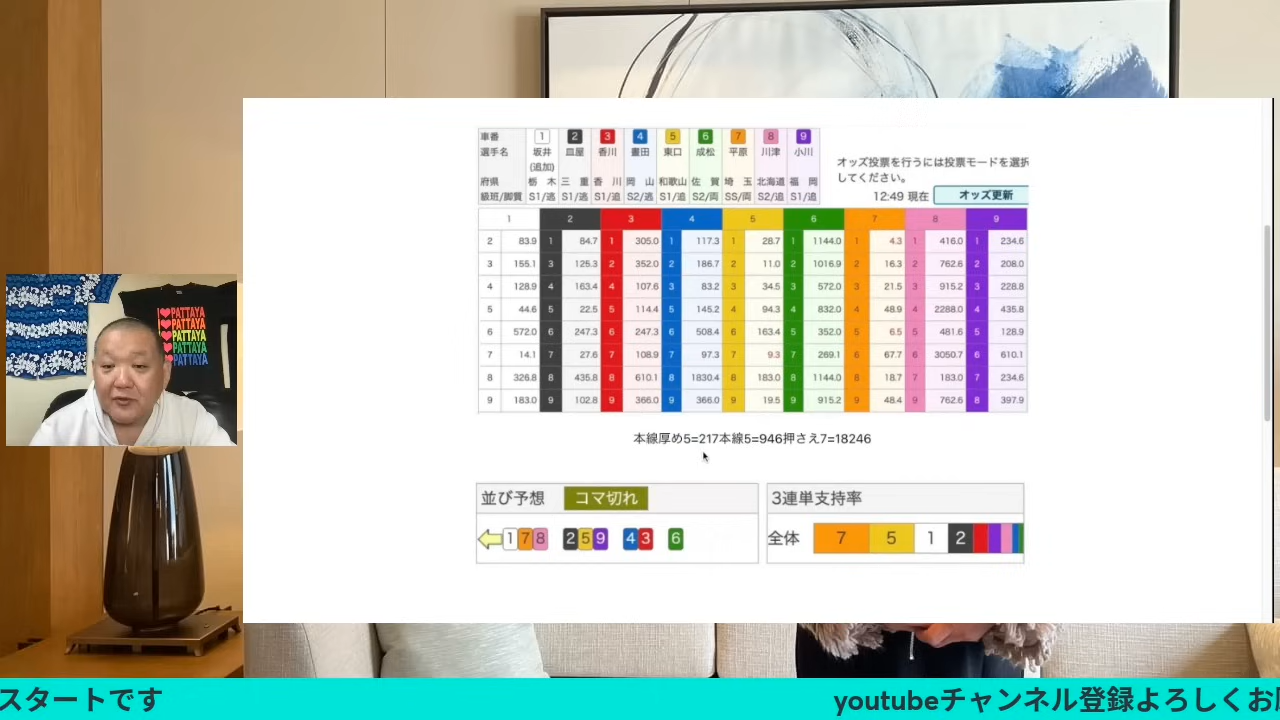 車番 1 2 3 4 5 6 7 8 9
選手名 坂井 皿屋 香川 晝田 東口 成松 平原 川津 小川
(追加)
府県 栃木 三重 香川 岡山 和歌山 佐賀 埼玉 北海道 福岡
級班/脚質 S1/逃 S1/逃 S1/追 S2/逃 S1/追 S2/両 SS/両 S2/追 S1/追
オッズ投票を行うには投票モードを選択
してください。
12:49 現在 オッズ更新
1 2 3 4 5 6 7 8 9
2 83.9 1 84.7 1 305.0 1 117.3 1 28.7 1 1144.0 1 4.3 1 416.0 1 234.6
3 155.1 3 125.3 2 352.0 2 186.7 2 11.0 2 1016.9 2 16.3 2 762.6 2 208.0
4 128.9 4 163.4 4 107.6 3 83.2 3 34.5 3 572.0 3 21.5 3 915.2 3 228.8
5 44.6 5 22.5 5 114.4 5 145.2 4 94.3 4 832.0 4 48.9 4 2288.0 4 435.8
6 572.0 6 247.3 6 247.3 6 508.4 6 163.4 5 352.0 5 6.5 5 481.6 5 128.9
7 14.1 7 27.6 7 108.9 7 97.3 7 9.3 7 269.1 6 67.7 6 3050.7 6 610.1
8 326.8 8 435.8 8 610.1 8 1830.4 8 183.0 8 1144.0 8 18.7 7 183.0 7 234.6
9 183.0 9 102.8 9 366.0 9 366.0 9 19.5 9 915.2 9 48.4 9 762.6 8 397.9
本線厚め5=217本線5=946押さえ7=18246
並び予想 コマ切れ
1 7 8 2 5 9 4 3 6
3連単支持率
全体 7 5 1 2
I❤PATTAYA
I❤PATTAYA
I❤PATTAYA
I❤PATTAYA
I❤PATTAYA
スタートです
youtubeチャンネル登録よろしくお